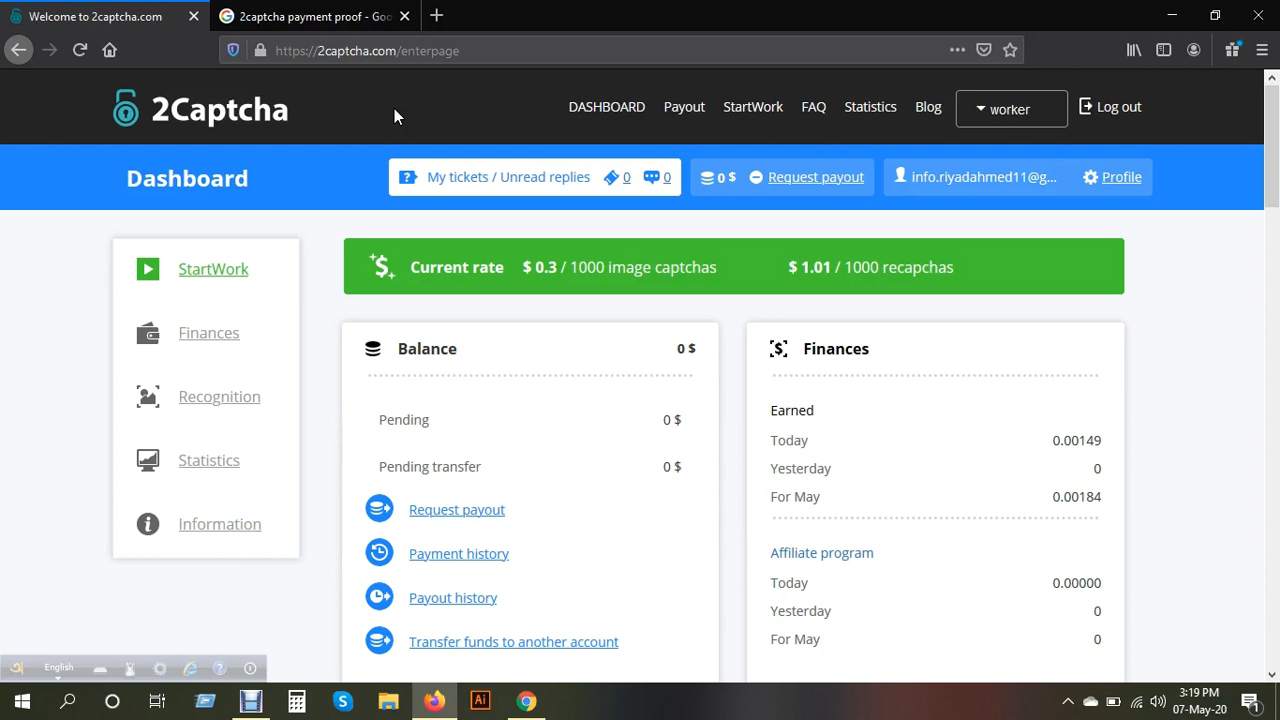 Welcome to 2captcha.com
2captcha payment proof - Goo
https://2captcha.com/enterpage
2Captcha
DASHBOARD Payout StartWork FAQ Statistics Blog worker Log out
Dashboard
My tickets / Unread replies 0 0
0 $ Request payout
info.riyadahmed11@g... Profile
StartWork
Finances
Recognition
Statistics
Information
Current rate $ 0.3 / 1000 image captchas $ 1.01 / 1000 recapchas
Balance 0 $
Pending 0 $
Pending transfer 0 $
Request payout
Payment history
Payout history
Transfer funds to another account
Finances
Earned
Today 0.00149
Yesterday 0
For May 0.00184
Affiliate program
Today 0.00000
Yesterday 0
For May 0
English
Ai
3:19 PM
07-May-20
1